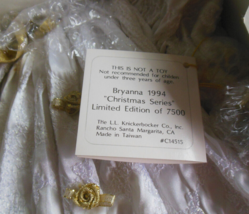 THIS IS NOT A TOY.
Not recommended for children
under three years of age.
Bryanna 1994
"Christmas Series"
Limited Edition of 7500
The L.L. Knickerbocker Co., Inc.
Rancho Santa Margarita, CA
Made in Taiwan
#C14515